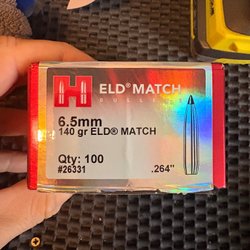 H ELD® MATCH
BULLETS
6.5mm
140 gr ELD® MATCH
Qty: 100
#26331 .264"